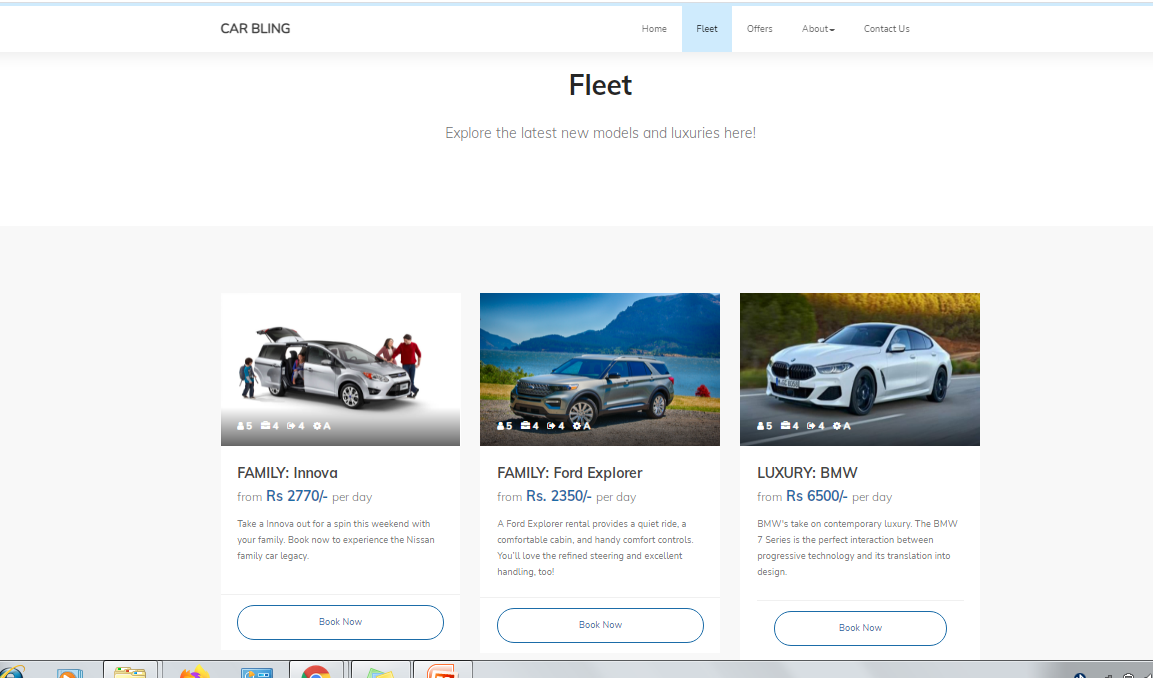 CAR BLING
Home Fleet Offers About Contact Us
Fleet
Explore the latest new models and luxuries here!
5 4 4 A
5 4 4 A
5 4 4 A
FAMILY: Innova
from Rs 2770/- per day
Take a Innova out for a spin this weekend with
your family. Book now to experience the Nissan
family car legacy.
Book Now
FAMILY: Ford Explorer
from Rs. 2350/- per day
A Ford Explorer rental provides a quiet ride, a
comfortable cabin, and handy comfort controls.
You'll love the refined steering and excellent
handling, too!
Book Now
LUXURY: BMW
from Rs 6500/- per day
BMW's take on contemporary luxury. The BMW
7 Series is the perfect interaction between
progressive technology and its translation into
design.
Book Now